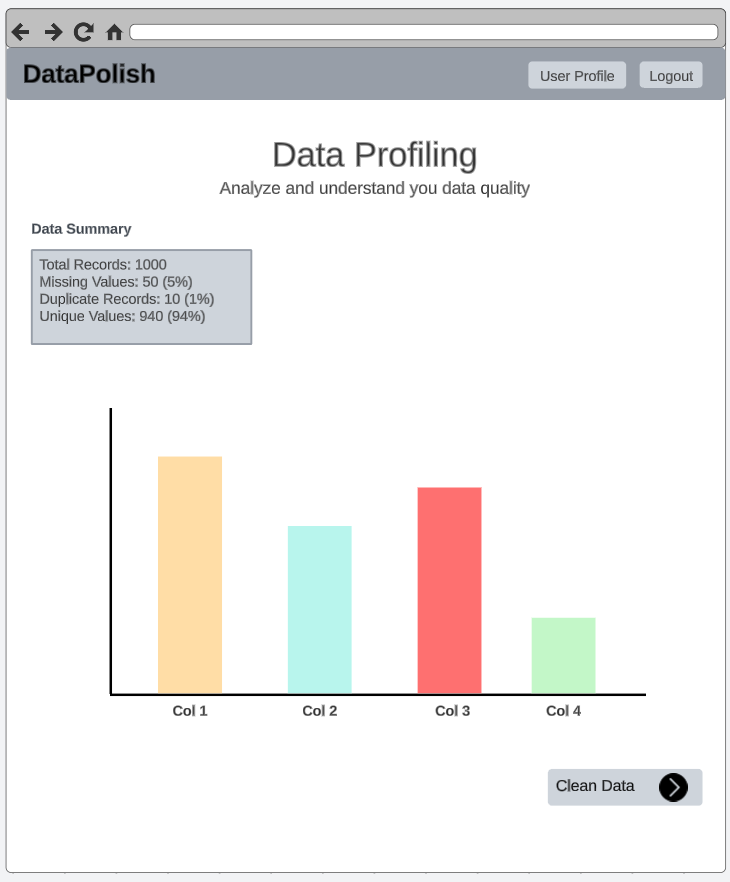 DataPolish
User Profile
Logout
Data Profiling
Analyze and understand you data quality
Data Summary
Total Records: 1000
Missing Values: 50 (5%)
Duplicate Records: 10 (1%)
Unique Values: 940 (94%)
Col 1
Col 2
Col 3
Col 4
Clean Data